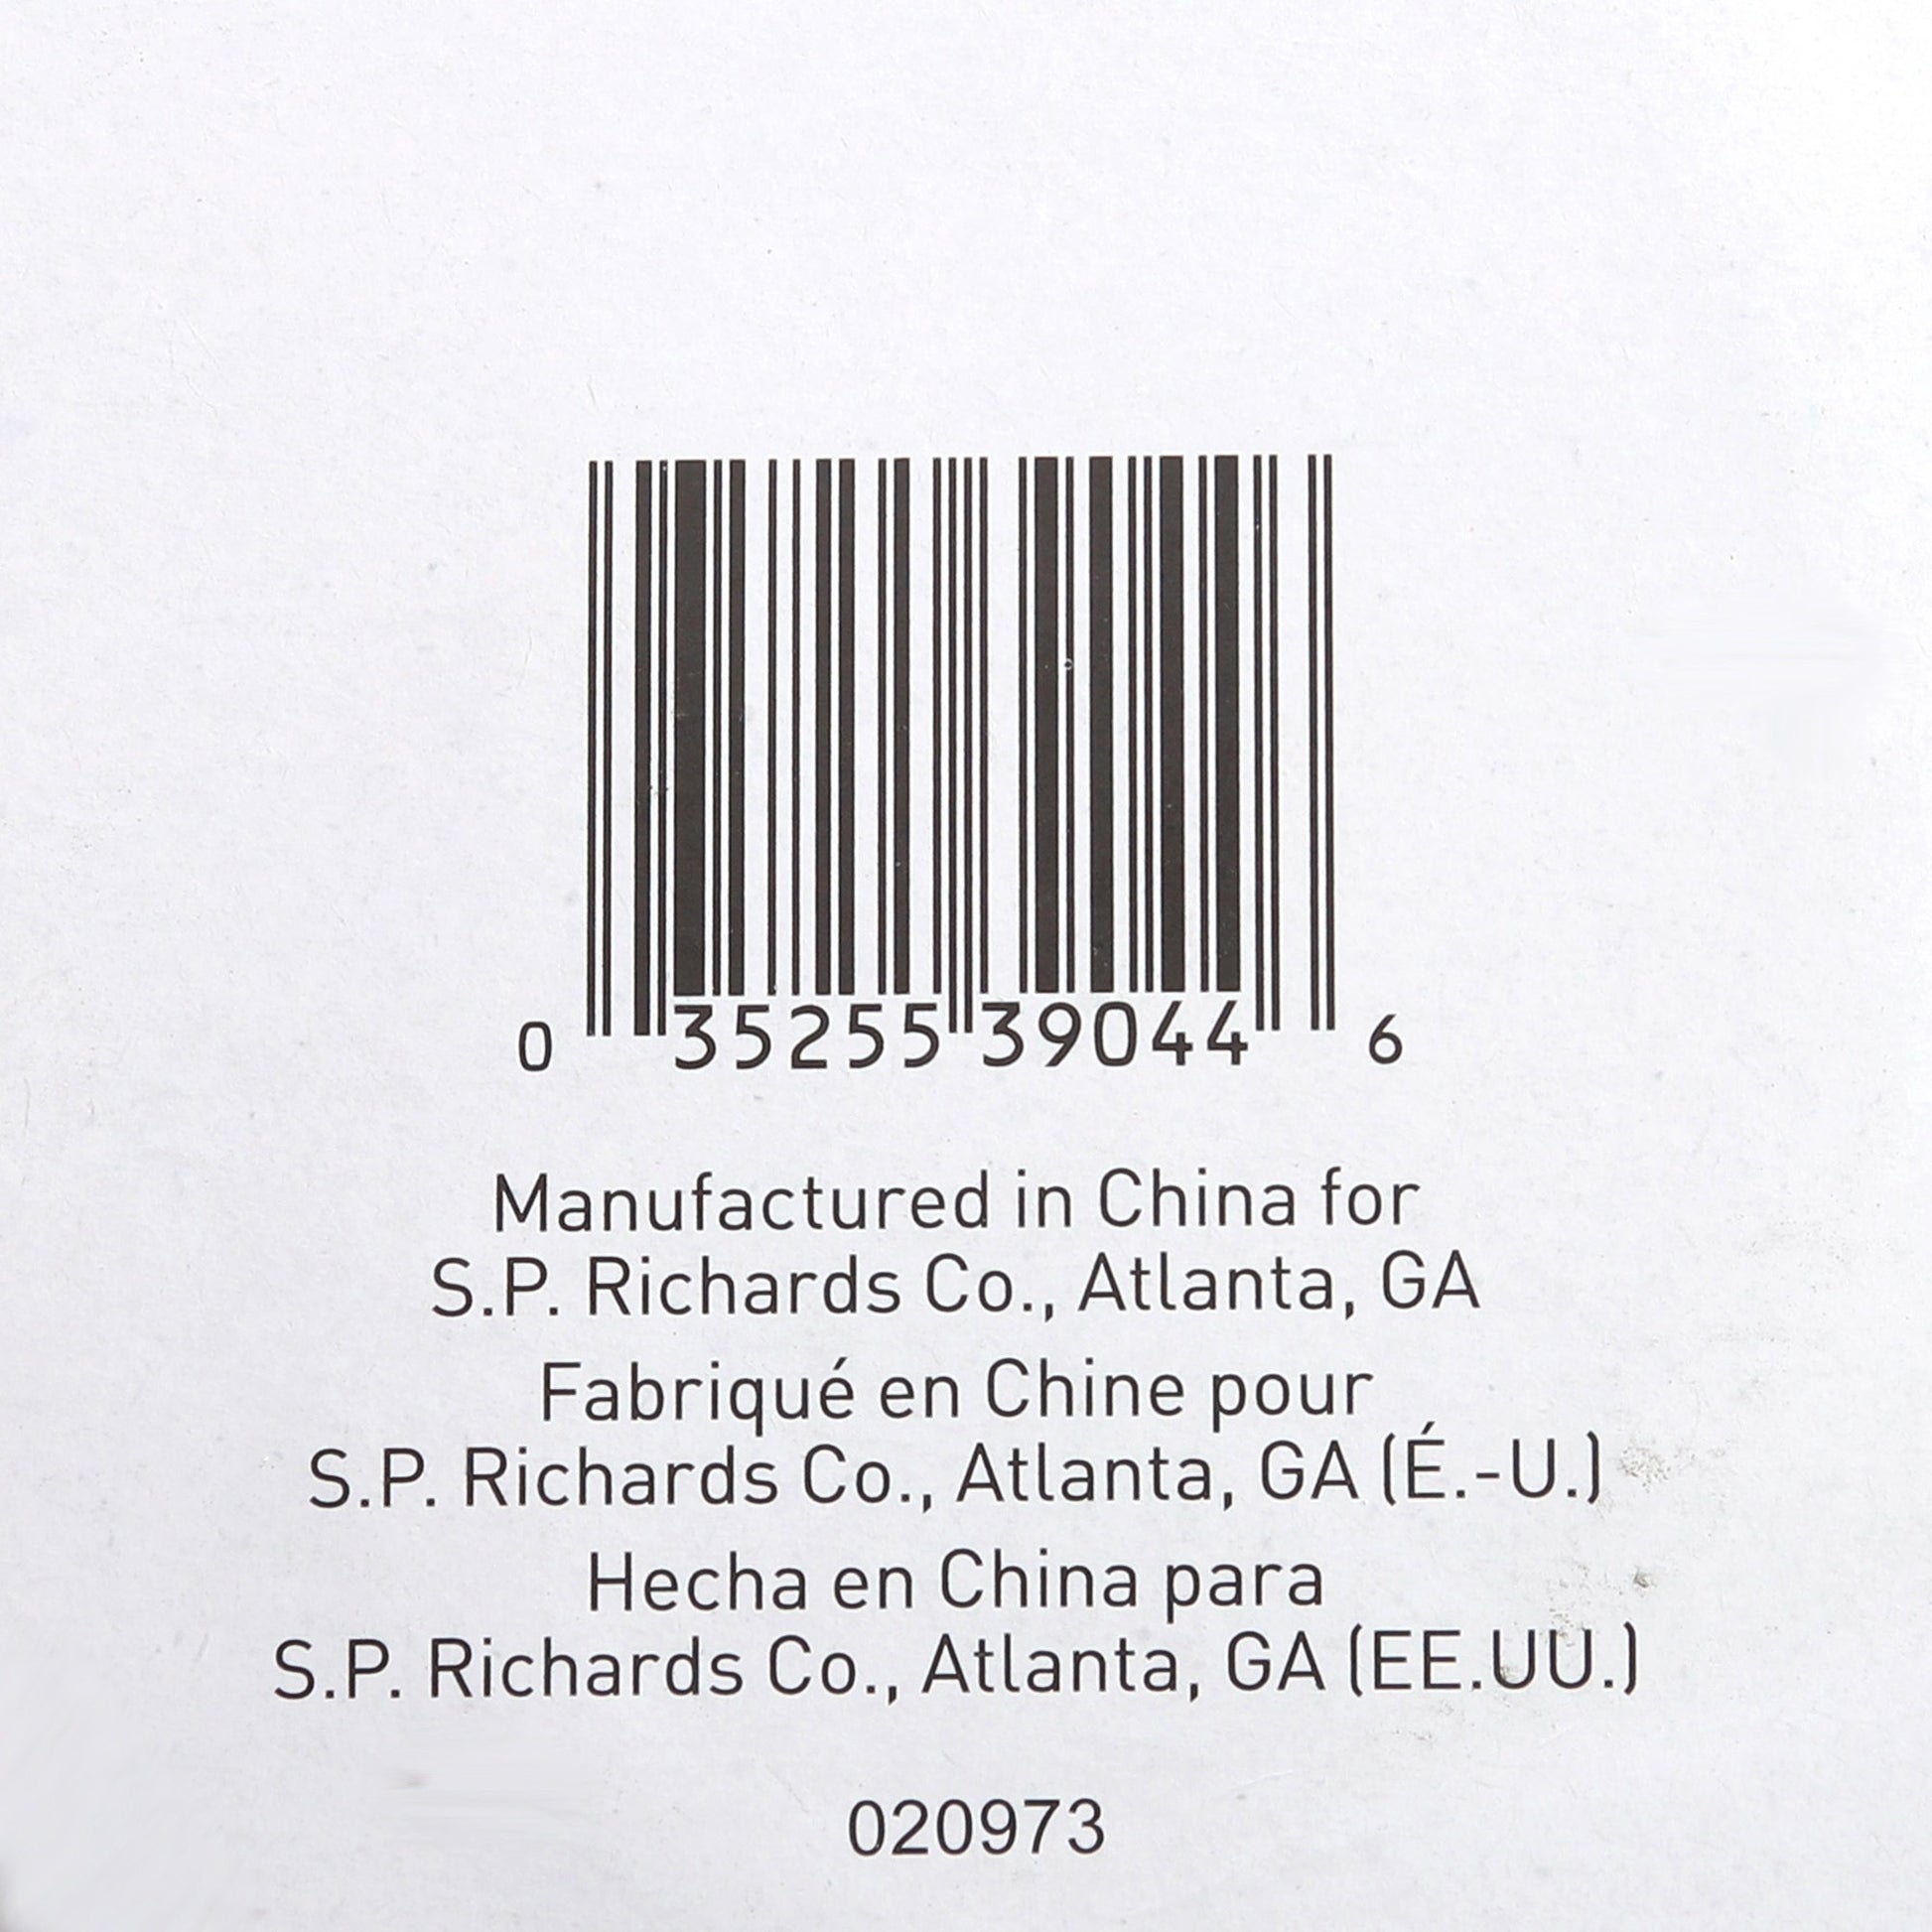 0 35255 39044 6
Manufactured in China for
S.P. Richards Co., Atlanta, GA
Fabriqué en Chine pour
S.P. Richards Co., Atlanta, GA (É.-U.)
Hecha en China para
S.P. Richards Co., Atlanta, GA (EE.UU.)
020973